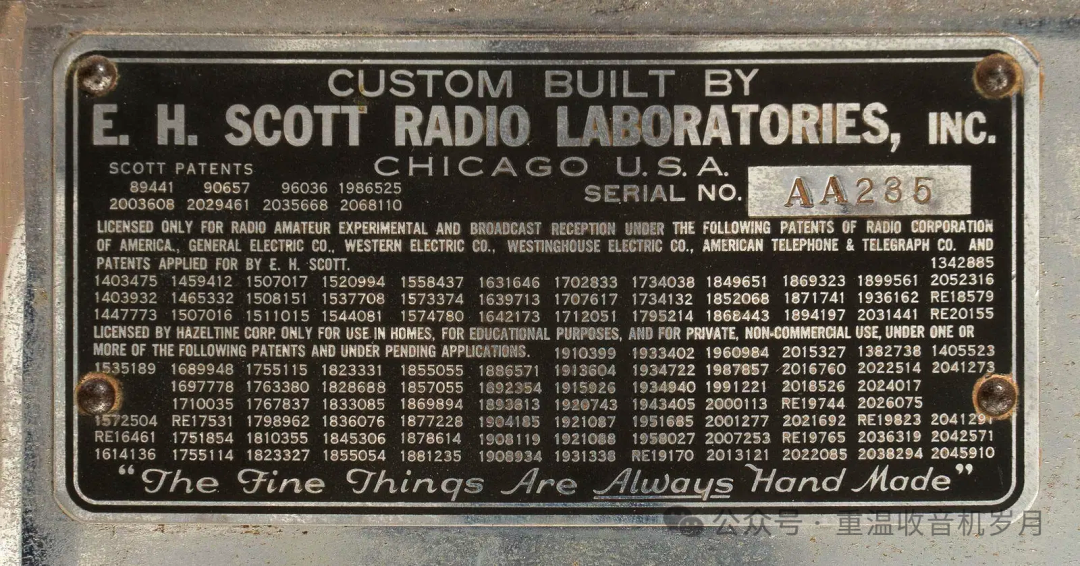 CUSTOM BUILT BY
E. H. SCOTT RADIO LABORATORIES, INC.
CHICAGO U.S.A.
SCOTT PATENTS
89441 90657 96036 1986525
2003608 2029461 2035668 2068110
SERIAL NO. AA235
LICENSED ONLY FOR RADIO AMATEUR EXPERIMENTAL AND BROADCAST RECEPTION UNDER THE FOLLOWING PATENTS OF RADIO CORPORATION
OF AMERICA, GENERAL ELECTRIC CO., WESTERN ELECTRIC CO., WESTINGHOUSE ELECTRIC CO., AMERICAN TELEPHONE & TELEGRAPH CO. AND
PATENTS APPLIED FOR BY E. H. SCOTT. 1342885
1403475 1459412 1507017 1520994 1558437 1631646 1702833 1734038 1849651 1869323 1899561 2052316
1403932 1465332 1508151 1537708 1573374 1639713 1707617 1734132 1852068 1871741 1936162 RE18579
1447773 1507016 1511015 1544081 1574780 1642173 1712051 1795214 1868443 1894197 2031441 RE20155
LICENSED BY HAZELTINE CORP. ONLY FOR USE IN HOMES, FOR EDUCATIONAL PURPOSES, AND FOR PRIVATE, NON-COMMERCIAL USE, UNDER ONE OR
MORE OF THE FOLLOWING PATENTS AND UNDER PENDING APPLICATIONS. 1910399 1933402 1960984 2015327 1382738 1405523
1535189 1689948 1755115 1823331 1855055 1886571 1913604 1934722 1987857 2016760 2022514 2041273
1697778 1763380 1828688 1857055 1892354 1915926 1934940 1991221 2018526 2024017
1710035 1767837 1833085 1869894 1893813 1920743 1943405 2000113 RE19744 2026075
1572504 RE17531 1798962 1836076 1877228 1904185 1921087 1951685 2001277 2021692 RE19823 2041291
RE16461 1751854 1810355 1845306 1878614 1908119 1921088 1958027 2007253 RE19765 2036319 2042571
1614136 1755114 1823327 1855054 1881235 1908934 1931338 RE19170 2013121 2022085 2038294 2045910
"The Fine Things Are Always Hand Made"
公众号·重温收音机岁月